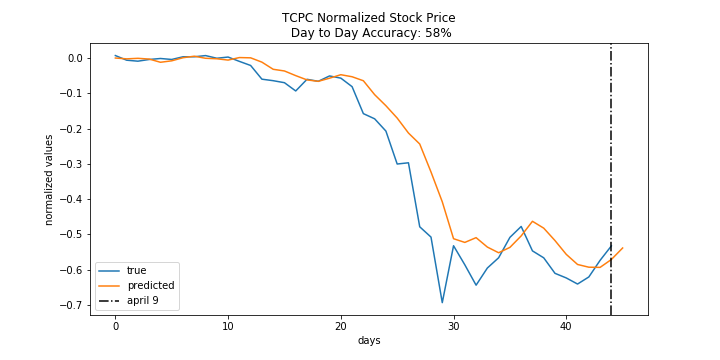 TCPC Normalized Stock Price
Day to Day Accuracy: 58%
normalized values
0.0
−0.1
−0.2
−0.3
−0.4
−0.5
−0.6
−0.7
true
predicted
april 9
0 10 20 30 40
days